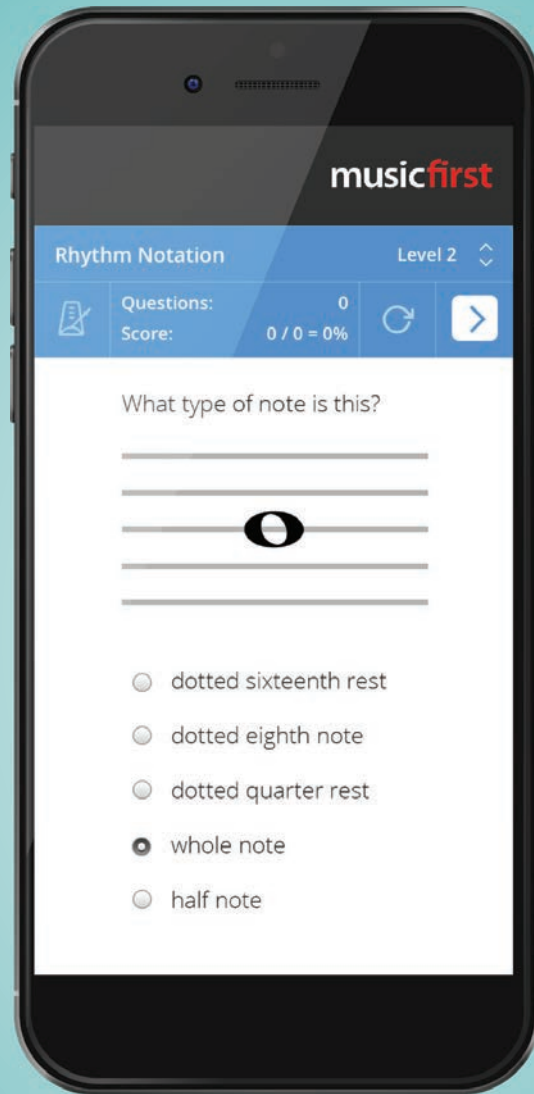 musicfirst
Rhythm Notation Level 2
Questions: 0
Score: 0 / 0 = 0%
What type of note is this?
dotted sixteenth rest
dotted eighth note
dotted quarter rest
whole note
half note